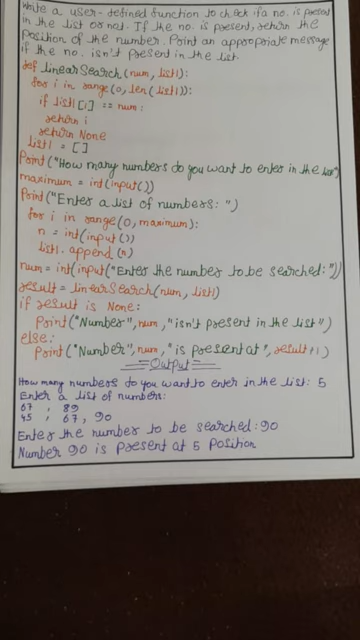 Write a user-defined function to check if a no. is present
in the list or not. If the no. is present, return the
position of the number. Print an appropriate message
if the no. isn't present in the list.
def linearSearch(num, list1):
for i in range(0, len(list1)):
if list1[i] == num:
return i
return None
list1 = []
Print("How many numbers do you want to enter in the list")
maximum = int(input())
Print("Enter a list of numbers: ")
for i in range(0, maximum):
n = int(input())
list1.append(n)
num = int(input("Enter the number to be searched: "))
result = linearSearch(num, list1)
if result is None:
Print("Number", num, "isn't present in the list")
else:
Print("Number", num, "is present at", result+1)
Output
How many numbers do you want to enter in the list: 5
Enter a list of numbers:
67, 89
45, 67, 90
Enter the number to be searched: 90
Number 90 is present at 5 Position